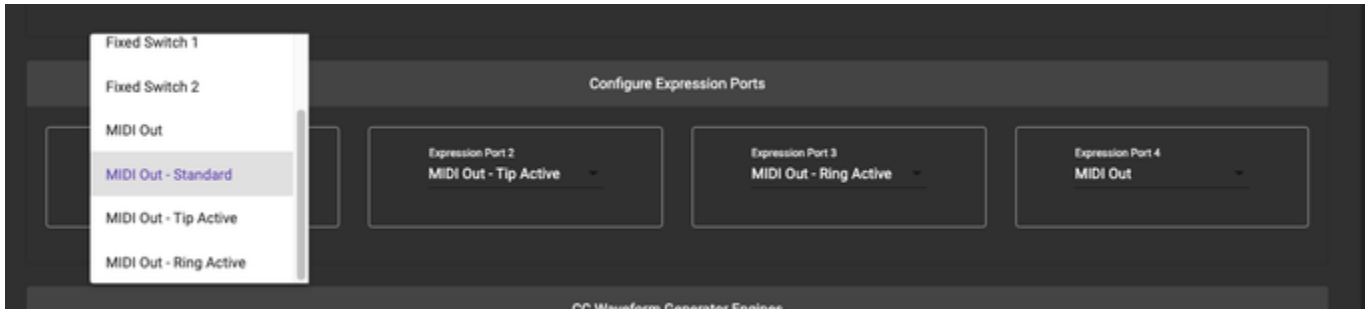 Fixed Switch 1
Fixed Switch 2
MIDI Out
MIDI Out - Standard
MIDI Out - Tip Active
MIDI Out - Ring Active
Configure Expression Ports
Expression Port 2
MIDI Out - Tip Active
Expression Port 3
MIDI Out - Ring Active
Expression Port 4
MIDI Out
CC Waveform Generator Engines